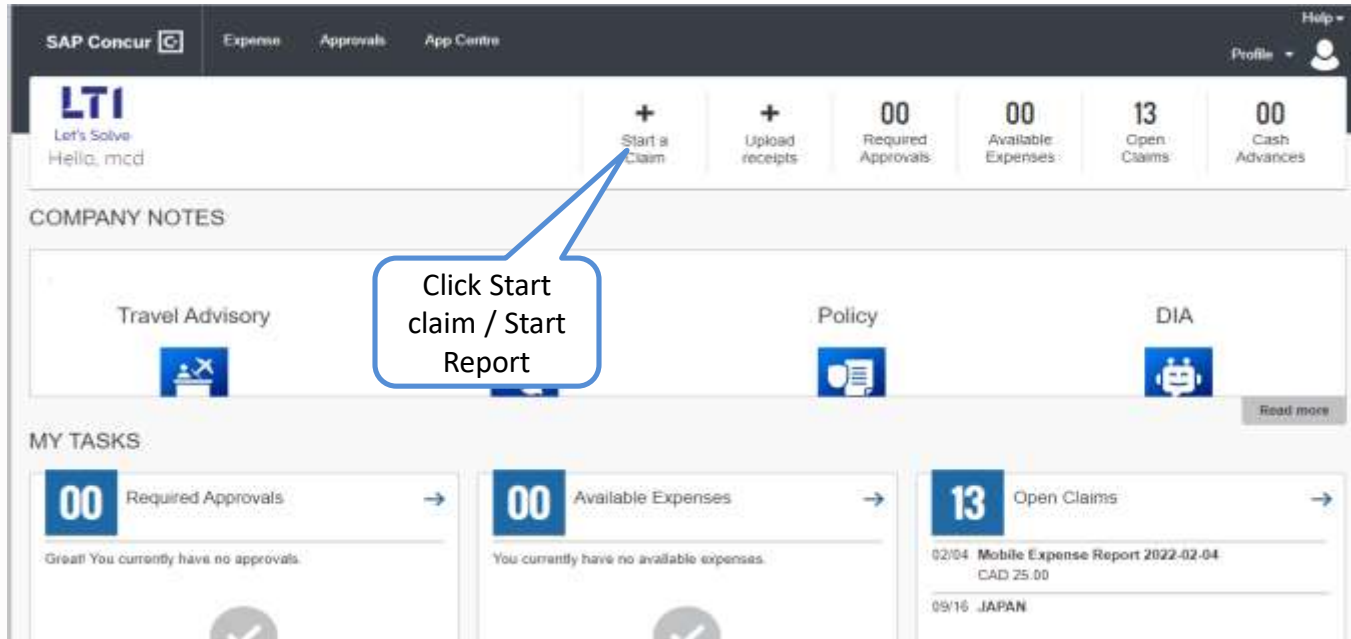 Help
SAP Concur C Expense Approvals App Centre
Profile
LTI
Let's Solve
Hello, mcd
+ + 00 00 13 00
Start a Upload Required Available Open Cash
Claim receipts Approvals Expenses Claims Advances
COMPANY NOTES
Click Start
claim / Start
Report
Travel Advisory Policy DIA
Read more
MY TASKS
00 Required Approvals → 00 Available Expenses → 13 Open Claims →
Great! You currently have no approvals. You currently have no available expenses. 02/04 Mobile Expense Report 2022-02-04
CAD 25.00
09/16 JAPAN